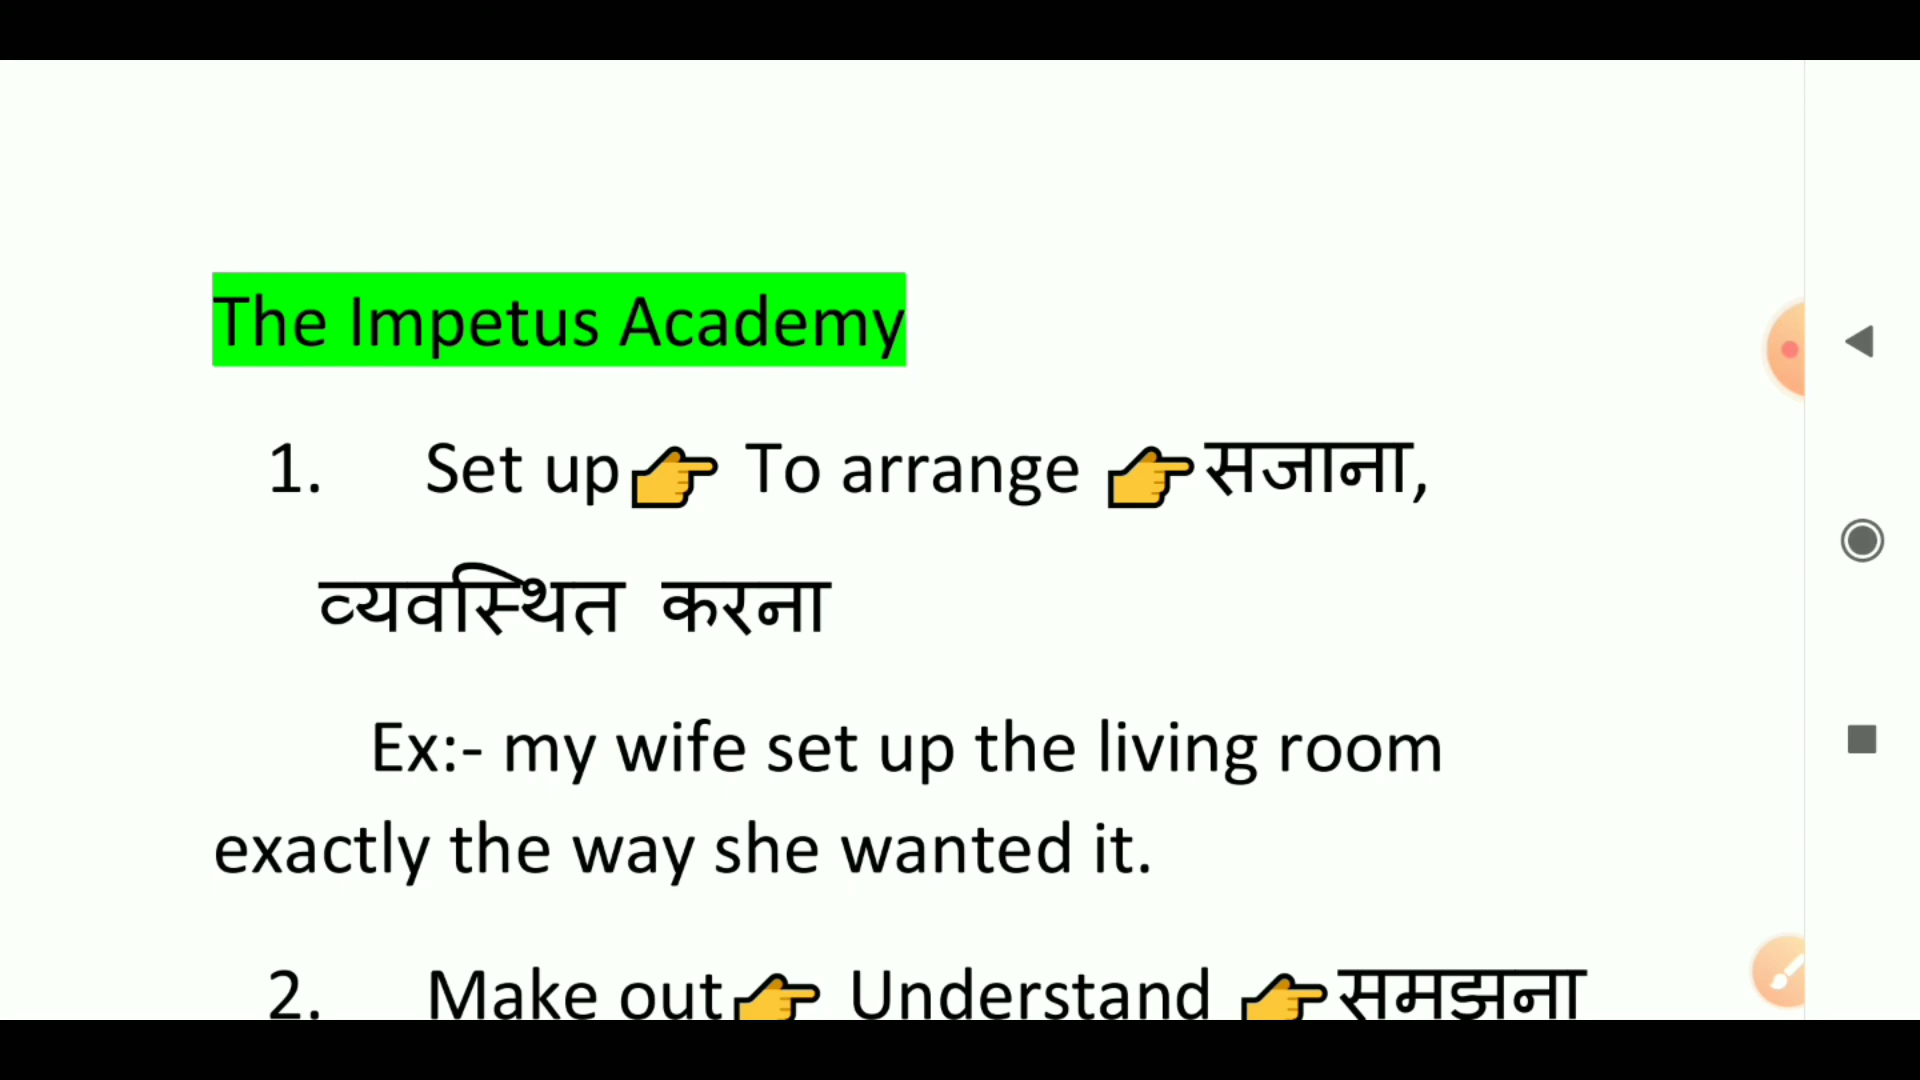 The Impetus Academy
1. Set up👉 To arrange 👉सजाना,
व्यवस्थित करना
Ex:- my wife set up the living room
exactly the way she wanted it.
2. Make out👉 Understand 👉समझना